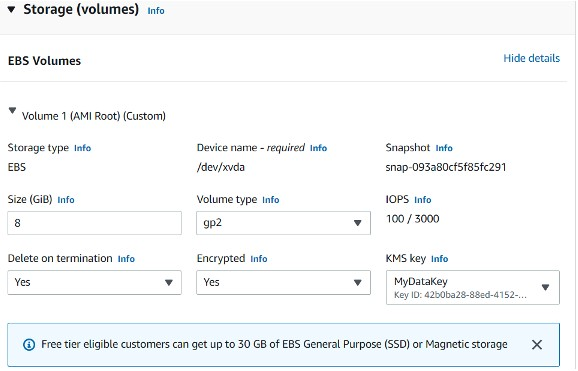 Storage (volumes) Info
EBS Volumes
Hide details
Volume 1 (AMI Root) (Custom)
Storage type Info
Device name - required Info
Snapshot Info
EBS
/dev/xvda
snap-093a80cf5f85fc291
Size (GiB) Info
Volume type Info
IOPS Info
8
gp2
100 / 3000
Delete on termination Info
Encrypted Info
KMS key Info
Yes
Yes
MyDataKey
Key ID: 42b0ba28-88ed-4152-...
Free tier eligible customers can get up to 30 GB of EBS General Purpose (SSD) or Magnetic storage